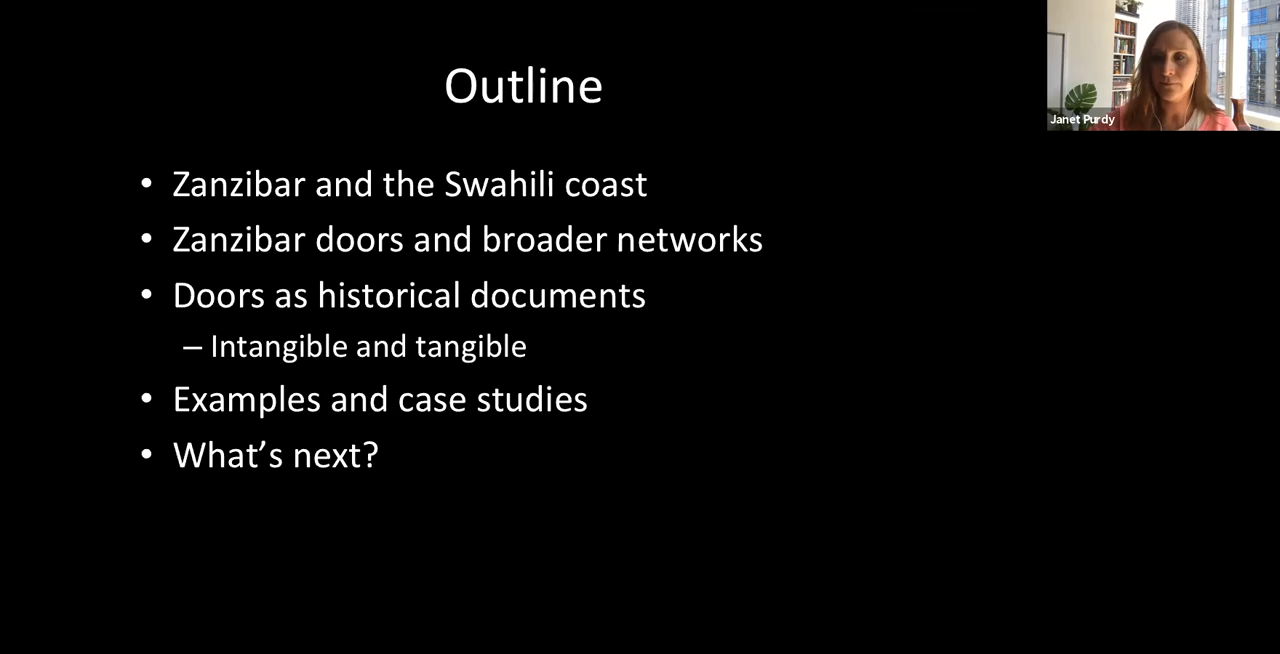 Outline
Janet Purdy
• Zanzibar and the Swahili coast
• Zanzibar doors and broader networks
• Doors as historical documents
– Intangible and tangible
• Examples and case studies
• What’s next?